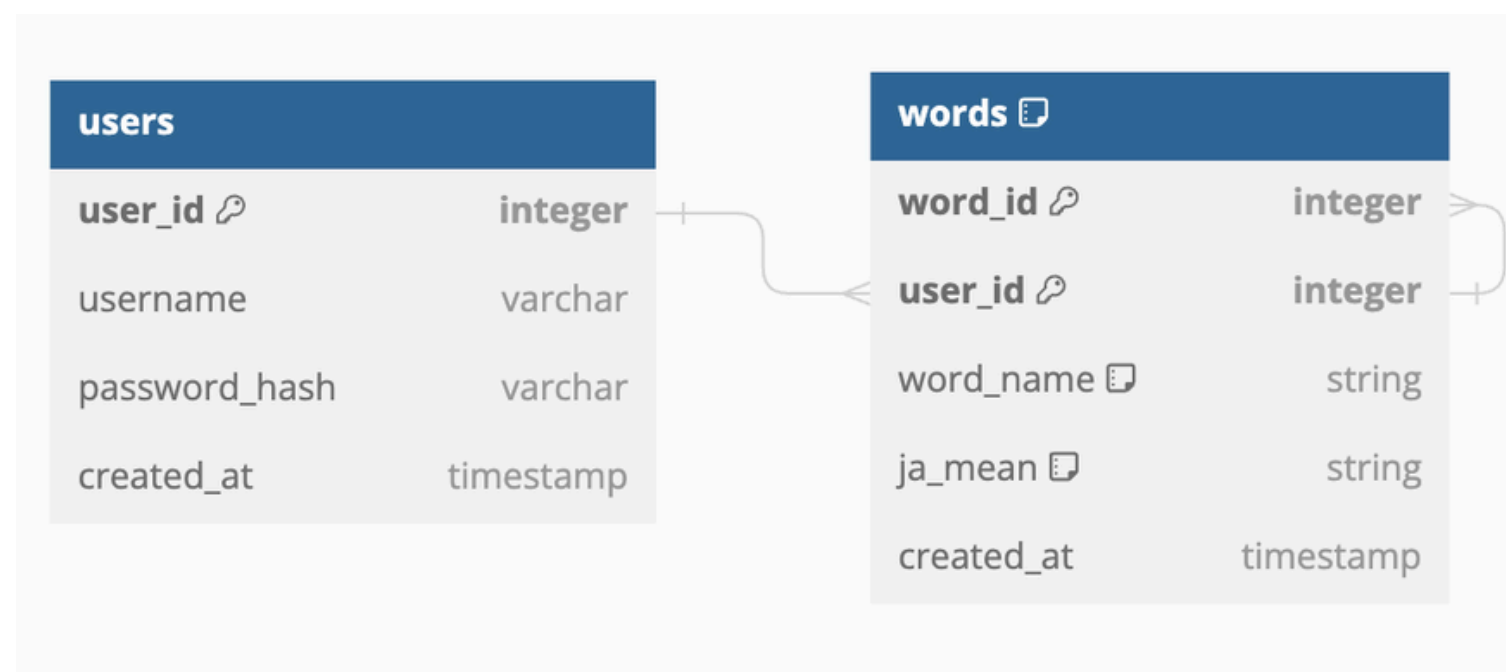 users
user_id integer
username varchar
password_hash varchar
created_at timestamp
words
word_id integer
user_id integer
word_name string
ja_mean string
created_at timestamp